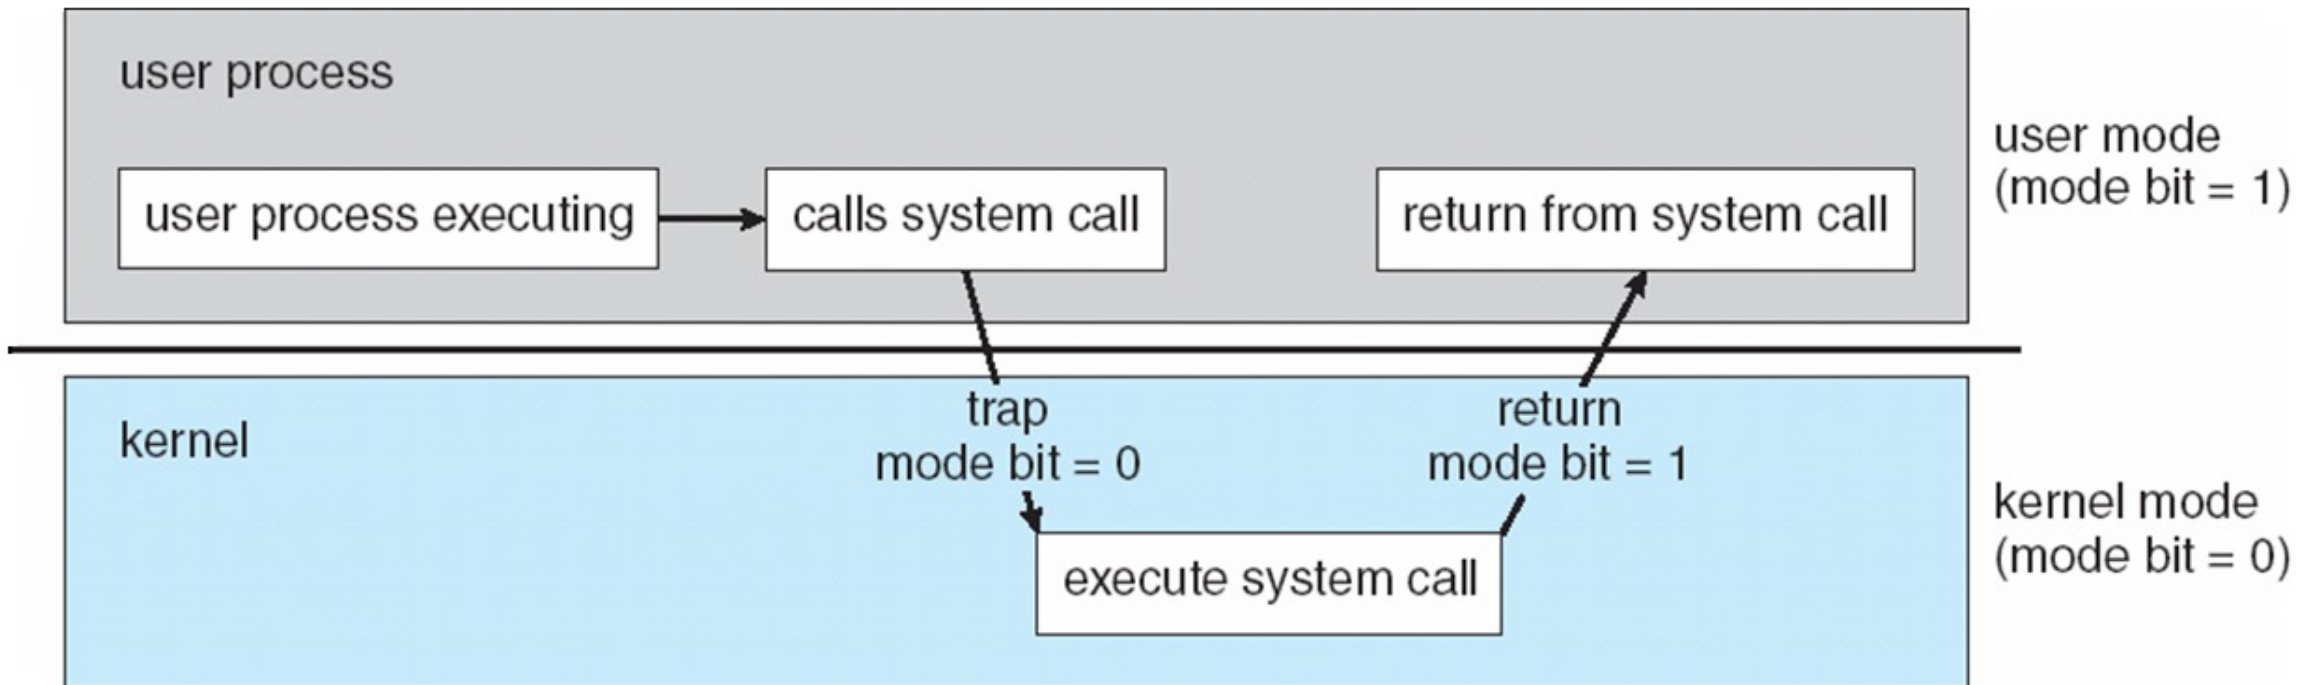 user process
user process executing
calls system call
return from system call
user mode
(mode bit = 1)
kernel
trap
mode bit = 0
return
mode bit = 1
execute system call
kernel mode
(mode bit = 0)